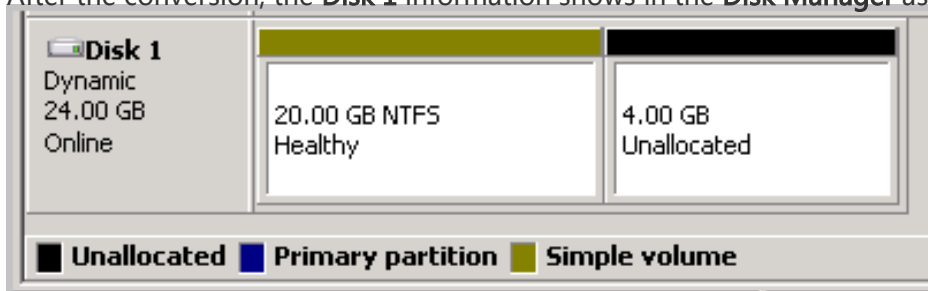 After the conversion, the Disk 1 information shows in the Disk Manager as
Disk 1
Dynamic
24.00 GB
Online
20.00 GB NTFS
Healthy
4.00 GB
Unallocated
Unallocated Primary partition Simple volume